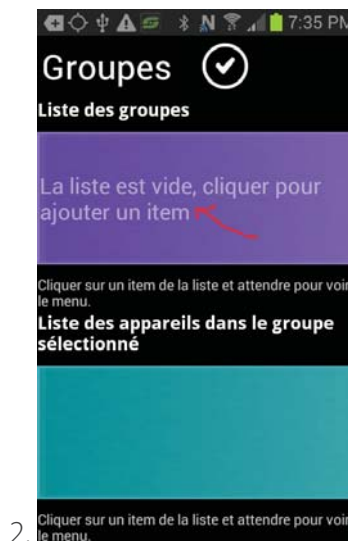 7:35 PM
Groupes
Liste des groupes
La liste est vide, cliquer pour
ajouter un item
Cliquer sur un item de la liste et attendre pour voir
le menu.
Liste des appareils dans le groupe
sélectionné
Cliquer sur un item de la liste et attendre pour voir
2. le menu.